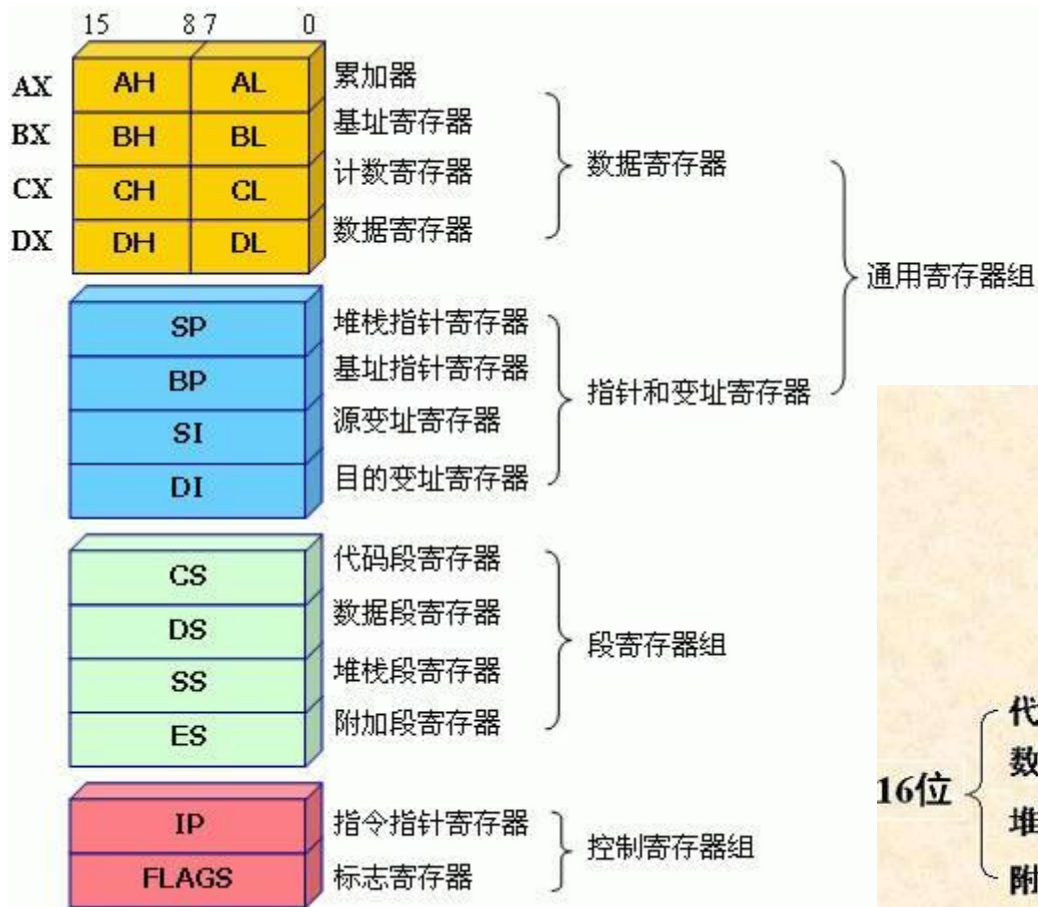 15 8 7 0
AX AH AL 累加器
BX BH BL 基址寄存器
CX CH CL 计数寄存器
DX DH DL 数据寄存器
数据寄存器
SP 堆栈指针寄存器
BP 基址指针寄存器
SI 源变址寄存器
DI 目的变址寄存器
指针和变址寄存器
通用寄存器组
CS 代码段寄存器
DS 数据段寄存器
SS 堆栈段寄存器
ES 附加段寄存器
段寄存器组
IP 指令指针寄存器
FLAGS 标志寄存器
控制寄存器组
16位
代
数
堆
附